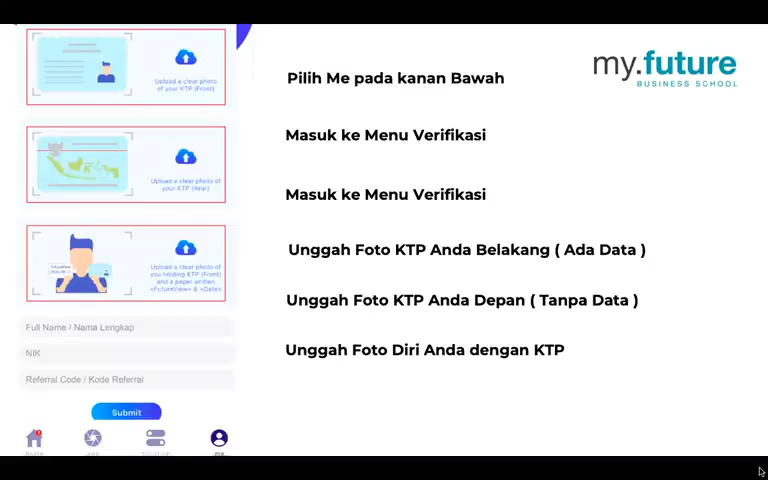 Upload a clear photo
of your KTP (Front)
Upload a clear photo of
your KTP (Rear)
Upload a clear photo of
you holding KTP (Front)
and a paper written
<FutureView> & <Date>
Full Name / Nama Lengkap
NIK
Referral Code / Kode Referral
Submit
Pilih Me pada kanan Bawah
Masuk ke Menu Verifikasi
Masuk ke Menu Verifikasi
Unggah Foto KTP Anda Belakang ( Ada Data )
Unggah Foto KTP Anda Depan ( Tanpa Data )
Unggah Foto Diri Anda dengan KTP
my.future
BUSINESS SCHOOL